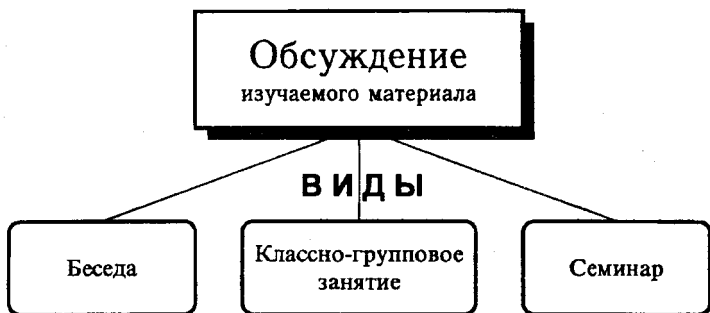 Обсуждение
изучаемого материала
ВИДЫ
Беседа
Классно-групповое
занятие
Семинар